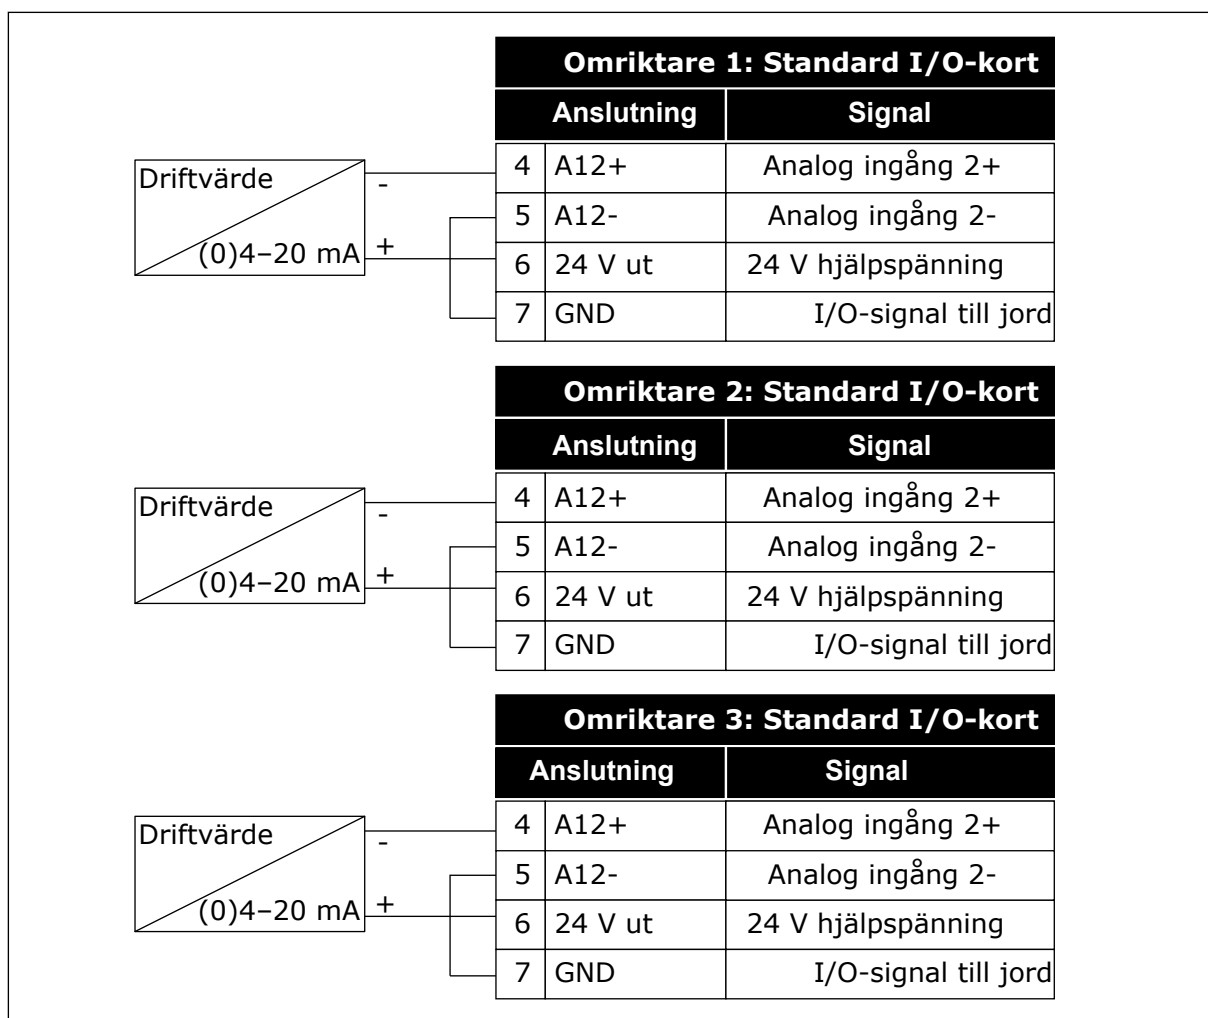 Omriktare 1: Standard I/O-kort
Anslutning Signal
Driftvärde - 4 A12+ Analog ingång 2+
5 A12- Analog ingång 2-
(0)4–20 mA + 6 24 V ut 24 V hjälpspänning
7 GND I/O-signal till jord
Omriktare 2: Standard I/O-kort
Anslutning Signal
Driftvärde - 4 A12+ Analog ingång 2+
5 A12- Analog ingång 2-
(0)4–20 mA + 6 24 V ut 24 V hjälpspänning
7 GND I/O-signal till jord
Omriktare 3: Standard I/O-kort
Anslutning Signal
Driftvärde - 4 A12+ Analog ingång 2+
5 A12- Analog ingång 2-
(0)4–20 mA + 6 24 V ut 24 V hjälpspänning
7 GND I/O-signal till jord